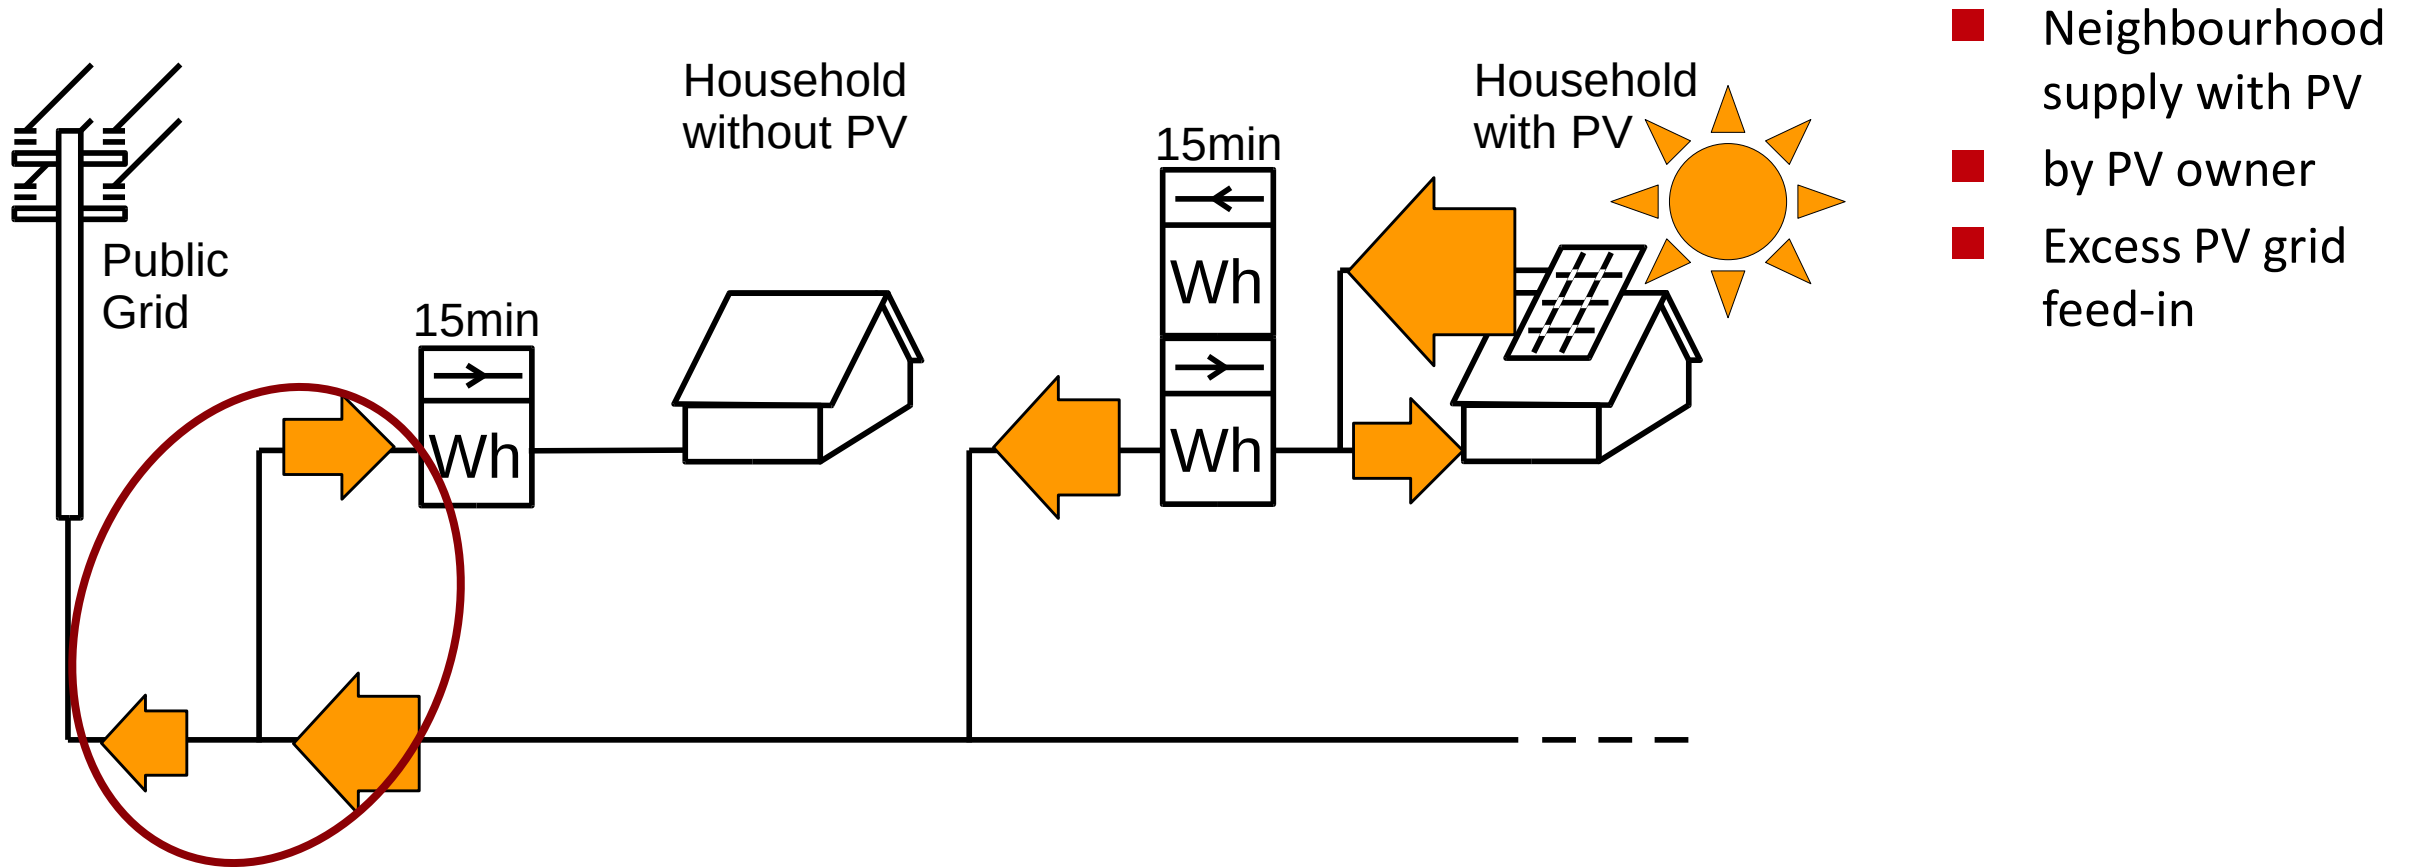 Household
without PV
Household
with PV
15min
Wh
Wh
Public
Grid
15min
Wh
Neighbourhood
supply with PV
by PV owner
Excess PV grid
feed-in